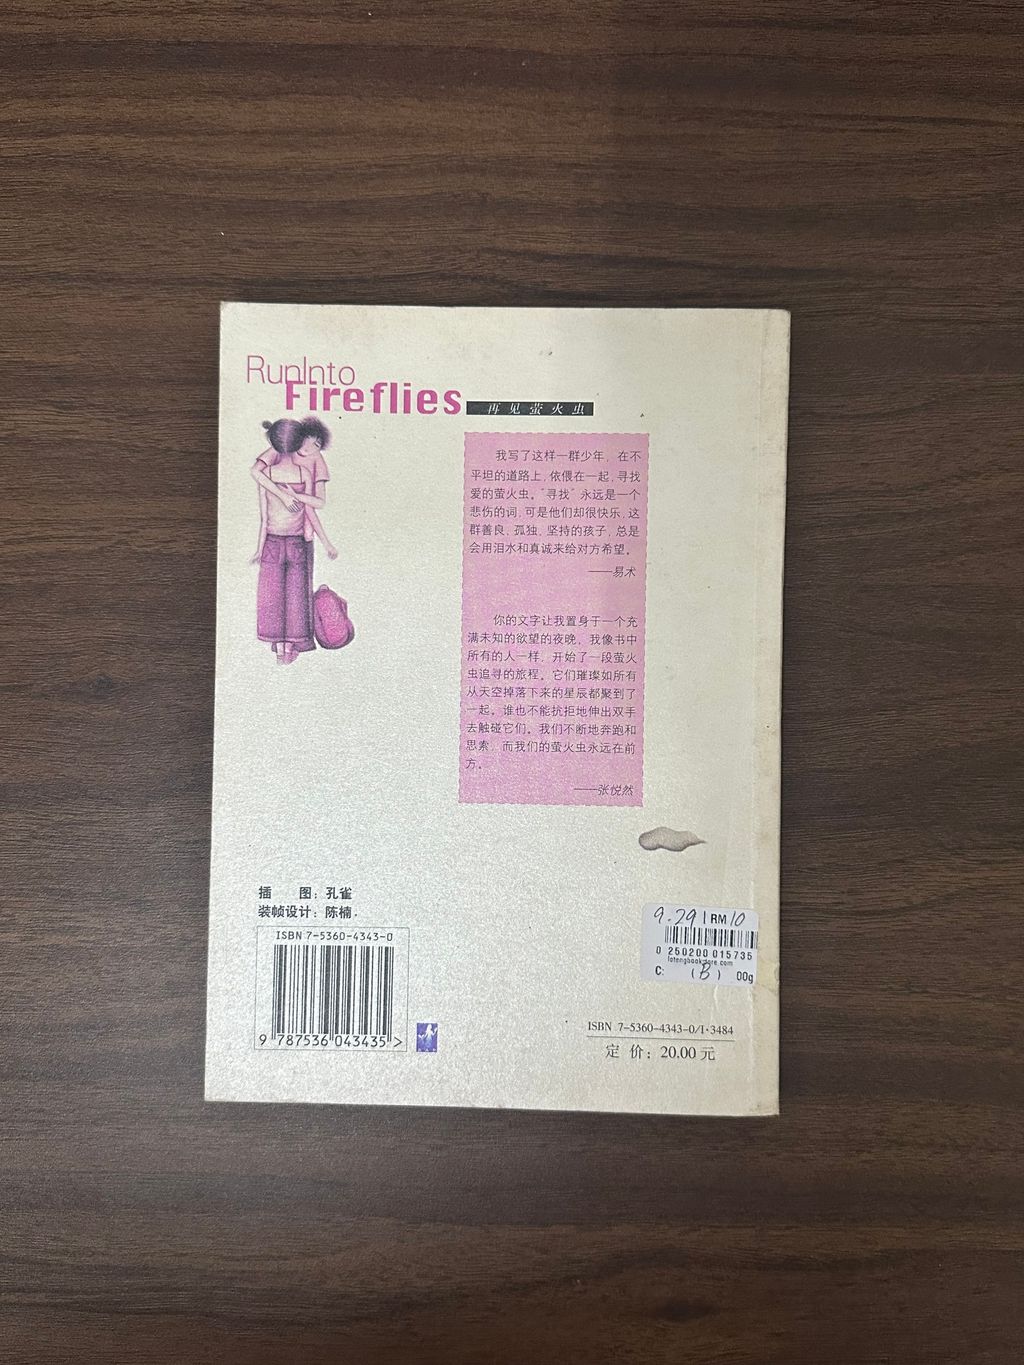 RunInto
Fireflies
再见萤火虫
我写了这样一群少年，在不
平坦的道路上，依偎在一起，寻找
爱的萤火虫。“寻找”永远是一个
悲伤的词，可是他们却很快乐，这
群善良、孤独、坚持的孩子，总是
会用泪水和真诚来给对方希望。
——易术
你的文字让我置身于一个充
满未知的欲望的夜晚，我像书中
所有的人一样，开始了一段萤火
虫追寻的旅程。它们璀璨如所有
从天空掉落下来的星辰都聚到了
一起。谁也不能抗拒地伸出双手
去触碰它们。我们不断地奔跑和
思索，而我们的萤火虫永远在前
方。
——张悦然
插 图：孔雀
装帧设计：陈楠
ISBN 7-5360-4343-0
9 787536 043435 >
9.29 RM 10
0 250200 015735
lotengbookstore.com
C: (B) 00g
ISBN 7-5360-4343-0/I·3484
定 价：20.00 元